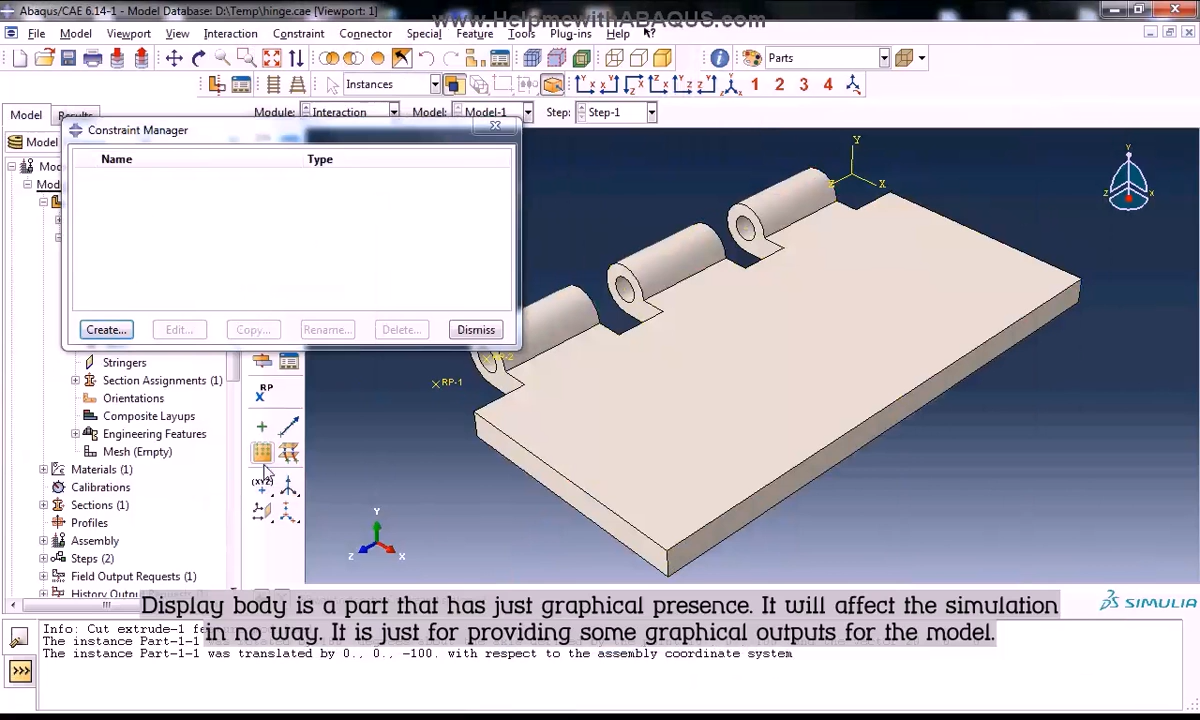 Abaqus/CAE 6.14-1 - Model Database: D:\Temp\hinge.cae [Viewport: 1]
www.HelpmewithABAQUS.com
File Model Viewport View Interaction Constraint Connector Special Feature Tools Plug-ins Help
Parts
Instances
1 2 3 4
Model Results Module: Interaction Model: Model-1 Step: Step-1
Constraint Manager
Name Type
Create... Edit... Copy... Rename... Delete... Dismiss
Y
Z X
Y
Z X
RP-2
RP-1
Stringers
Section Assignments (1)
Orientations
Composite Layups
Engineering Features
Mesh (Empty)
Materials (1)
Calibrations
Sections (1)
Profiles
Assembly
Steps (2)
Field Output Requests (1)
RP
(XYZ)
Y
Z X
SIMULIA
Display body is a part that has just graphical presence. It will affect the simulation
in no way. It is just for providing some graphical outputs for the model.
Info: Cut extrude-1
The instance Part-1-1
The instance Part-1-1 was translated by 0., 0., -100. with respect to the assembly coordinate system